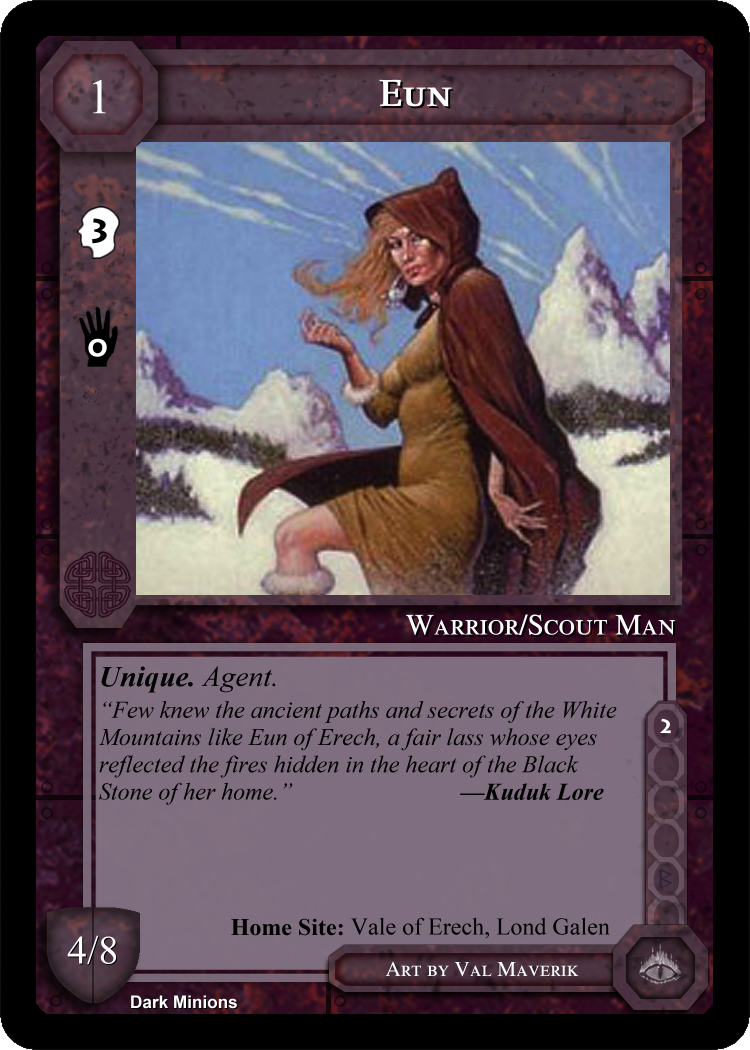 1
Eun
3
0
Warrior/Scout Man
Unique. Agent.
“Few knew the ancient paths and secrets of the White
Mountains like Eun of Erech, a fair lass whose eyes
reflected the fires hidden in the heart of the Black
Stone of her home.” —Kuduk Lore
2
Home Site: Vale of Erech, Lond Galen
4/8
Art by Val Maverik
Dark Minions